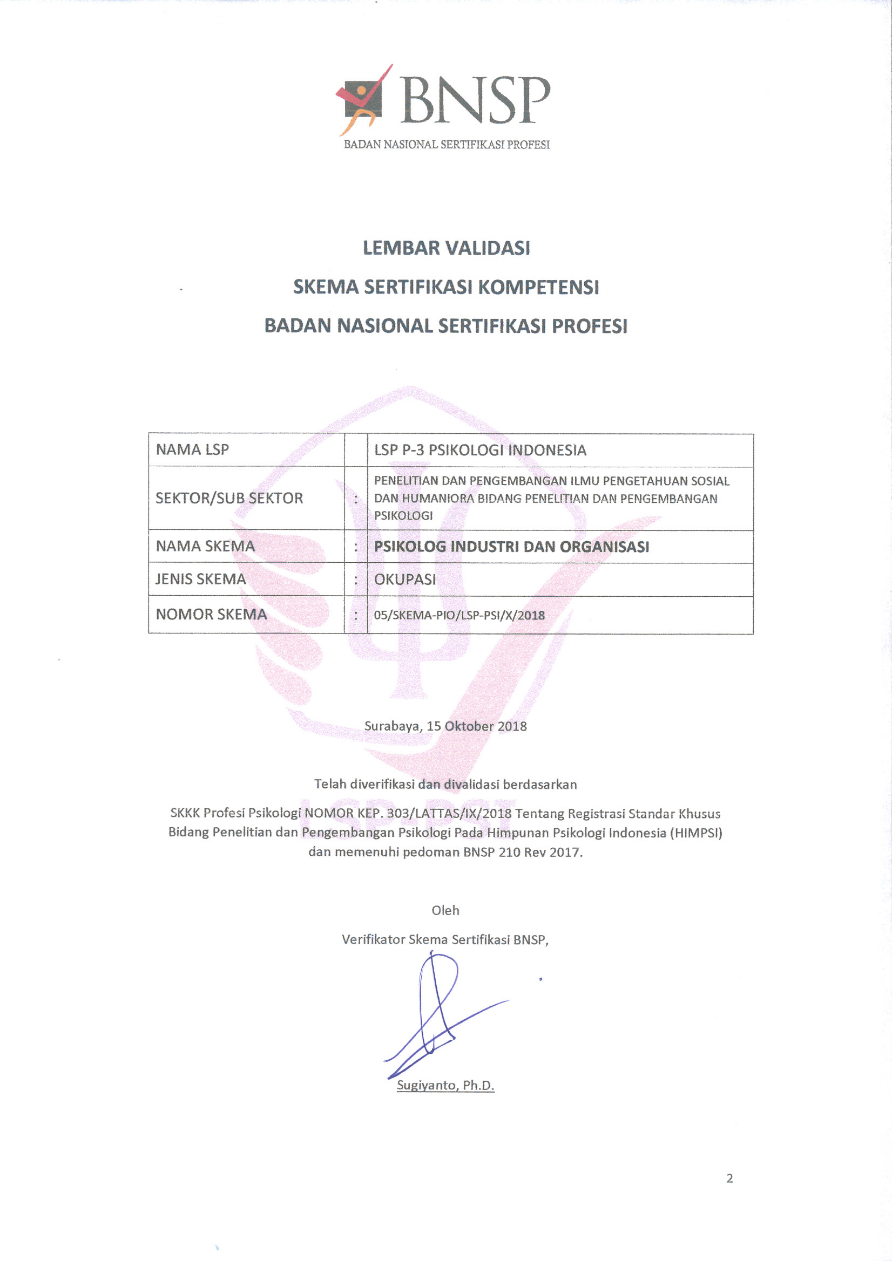 BNSP
BADAN NASIONAL SERTIFIKASI PROFESI
LEMBAR VALIDASI
SKEMA SERTIFIKASI KOMPETENSI
BADAN NASIONAL SERTIFIKASI PROFESI
NAMA LSP LSP P-3 PSIKOLOGI INDONESIA
SEKTOR/SUB SEKTOR : PENELITIAN DAN PENGEMBANGAN ILMU PENGETAHUAN SOSIAL
DAN HUMANIORA BIDANG PENELITIAN DAN PENGEMBANGAN
PSIKOLOGI
NAMA SKEMA : PSIKOLOG INDUSTRI DAN ORGANISASI
JENIS SKEMA : OKUPASI
NOMOR SKEMA : 05/SKEMA-PIO/LSP-PSI/X/2018
Surabaya, 15 Oktober 2018
Telah diverifikasi dan divalidasi berdasarkan
LSP-PSI
SKKK Profesi Psikologi NOMOR KEP. 303/LATTAS/IX/2018 Tentang Registrasi Standar Khusus
Bidang Penelitian dan Pengembangan Psikologi Pada Himpunan Psikologi Indonesia (HIMPSI)
dan memenuhi pedoman BNSP 210 Rev 2017.
Oleh
Verifikator Skema Sertifikasi BNSP,
Sugiyanto, Ph.D.
2